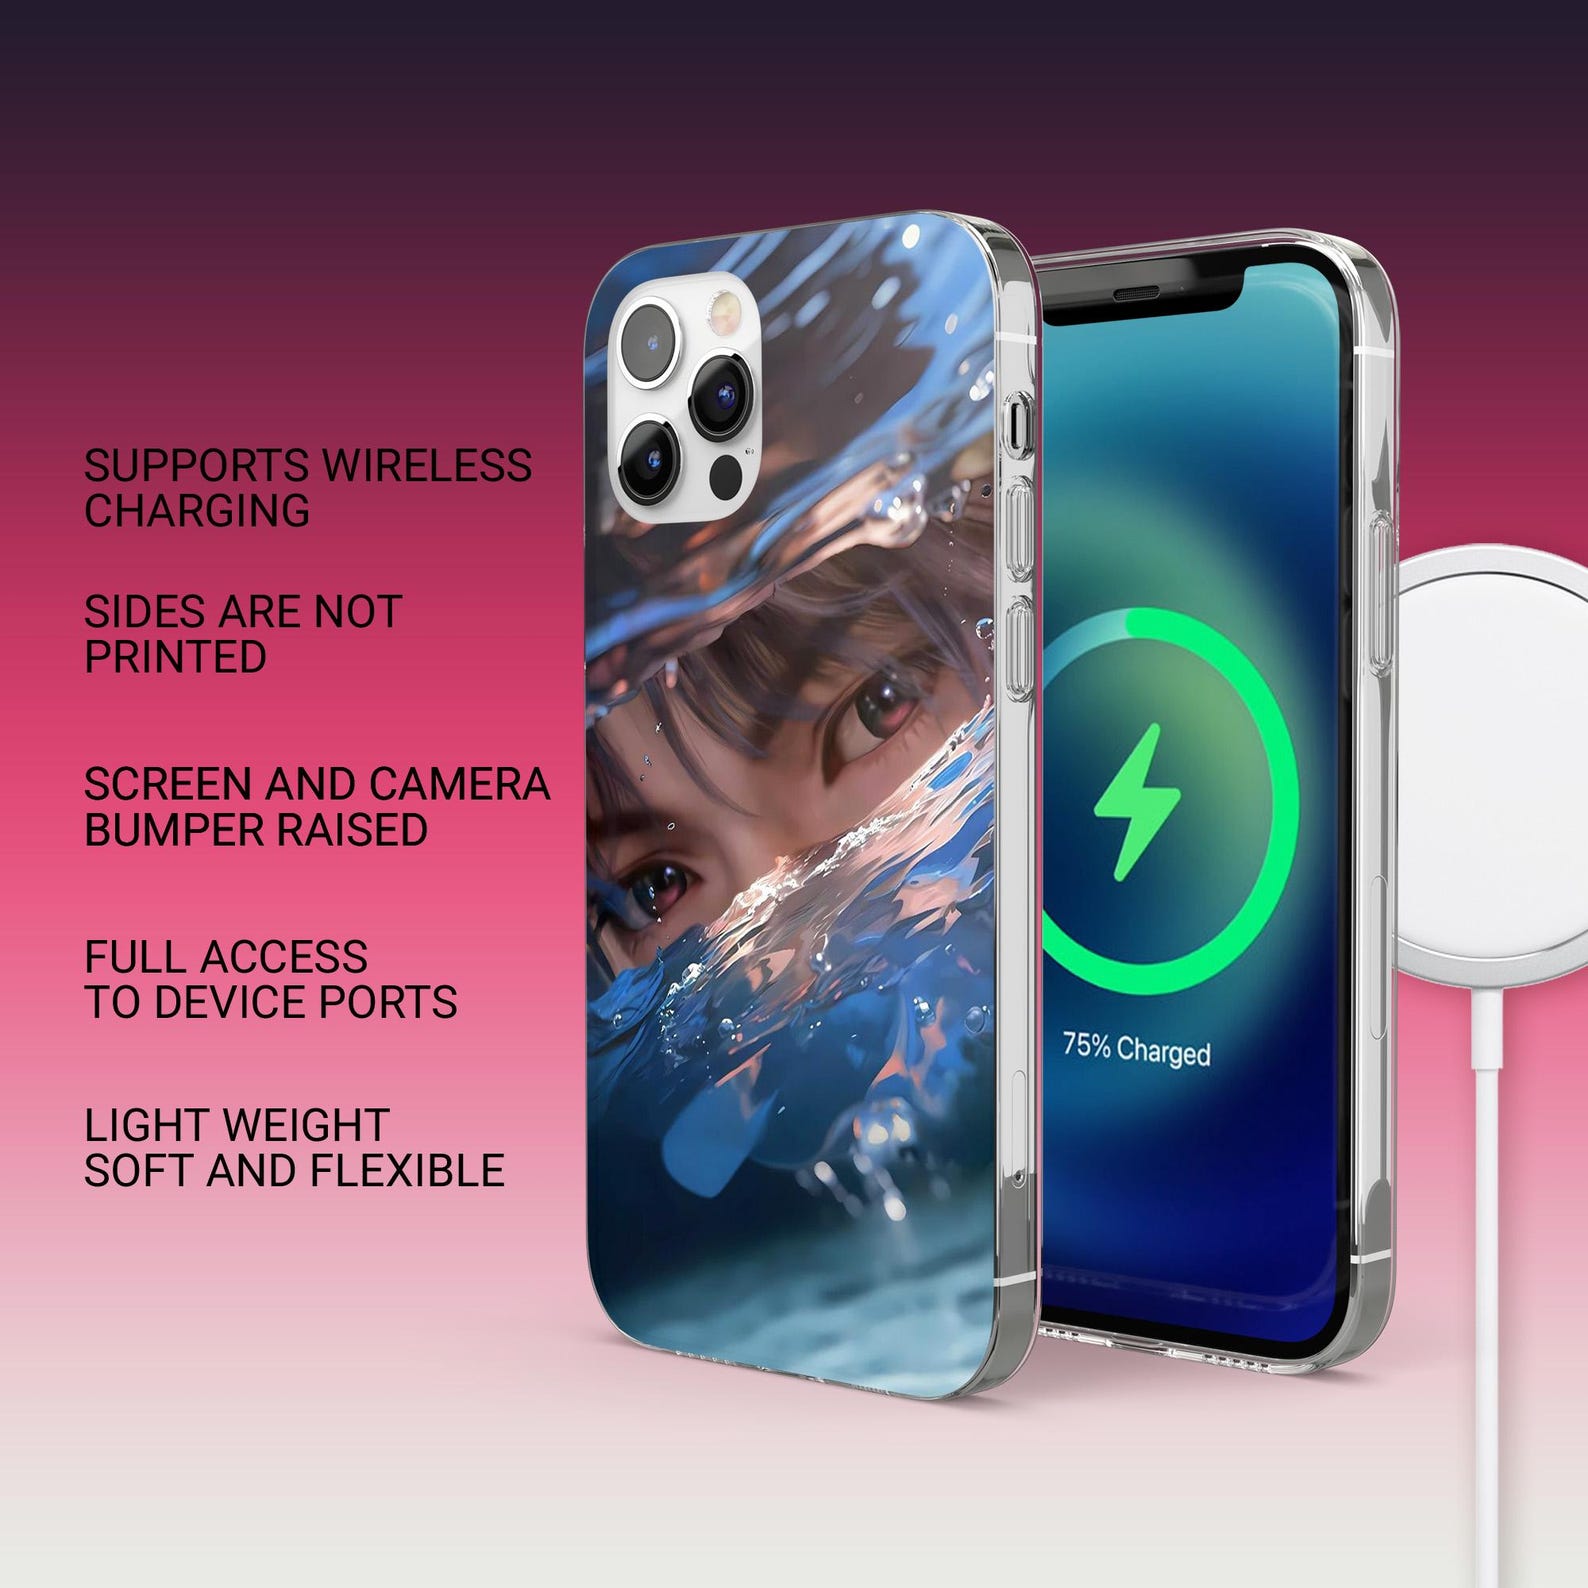 SUPPORTS WIRELESS
CHARGING
SIDES ARE NOT
PRINTED
SCREEN AND CAMERA
BUMPER RAISED
FULL ACCESS
TO DEVICE PORTS
LIGHT WEIGHT
SOFT AND FLEXIBLE
75% Charged